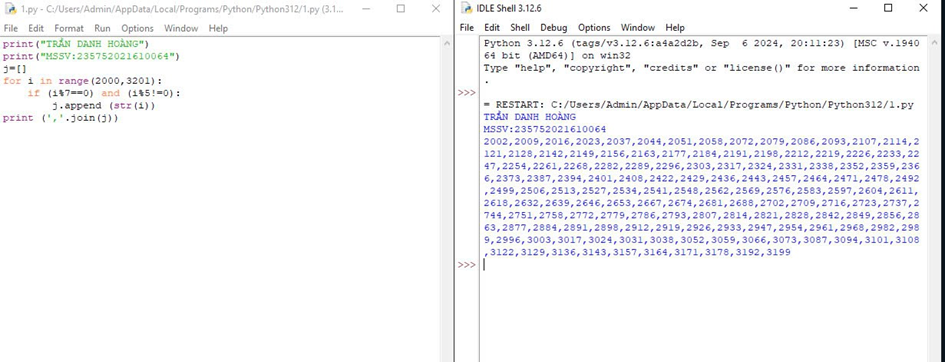 1.py - C:/Users/Admin/AppData/Local/Programs/Python/Python312/1.py (3.1...
File Edit Format Run Options Window Help
print("TRẦN DANH HOÀNG")
print("MSSV:235752021610064")
j=[]
for i in range(2000,3201):
    if (i%7==0) and (i%5!=0):
        j.append (str(i))
print (','.join(j))
IDLE Shell 3.12.6
File Edit Shell Debug Options Window Help
Python 3.12.6 (tags/v3.12.6:a4a2d2b, Sep  6 2024, 20:11:23) [MSC v.1940
64 bit (AMD64)] on win32
Type "help", "copyright", "credits" or "license()" for more information
.
>>>
= RESTART: C:/Users/Admin/AppData/Local/Programs/Python/Python312/1.py
TRẦN DANH HOÀNG
MSSV:235752021610064
2002,2009,2016,2023,2037,2044,2051,2058,2072,2079,2086,2093,2107,2114,2
121,2128,2142,2149,2156,2163,2177,2184,2191,2198,2212,2219,2226,2233,22
47,2254,2261,2268,2282,2289,2296,2303,2317,2324,2331,2338,2352,2359,236
6,2373,2387,2394,2401,2408,2422,2429,2436,2443,2457,2464,2471,2478,2492
,2499,2506,2513,2527,2534,2541,2548,2562,2569,2576,2583,2597,2604,2611,
2618,2632,2639,2646,2653,2667,2674,2681,2688,2702,2709,2716,2723,2737,2
744,2751,2758,2772,2779,2786,2793,2807,2814,2821,2828,2842,2849,2856,28
63,2877,2884,2891,2898,2912,2919,2926,2933,2947,2954,2961,2968,2982,298
9,2996,3003,3017,3024,3031,3038,3052,3059,3066,3073,3087,3094,3101,3108
,3122,3129,3136,3143,3157,3164,3171,3178,3192,3199
>>>